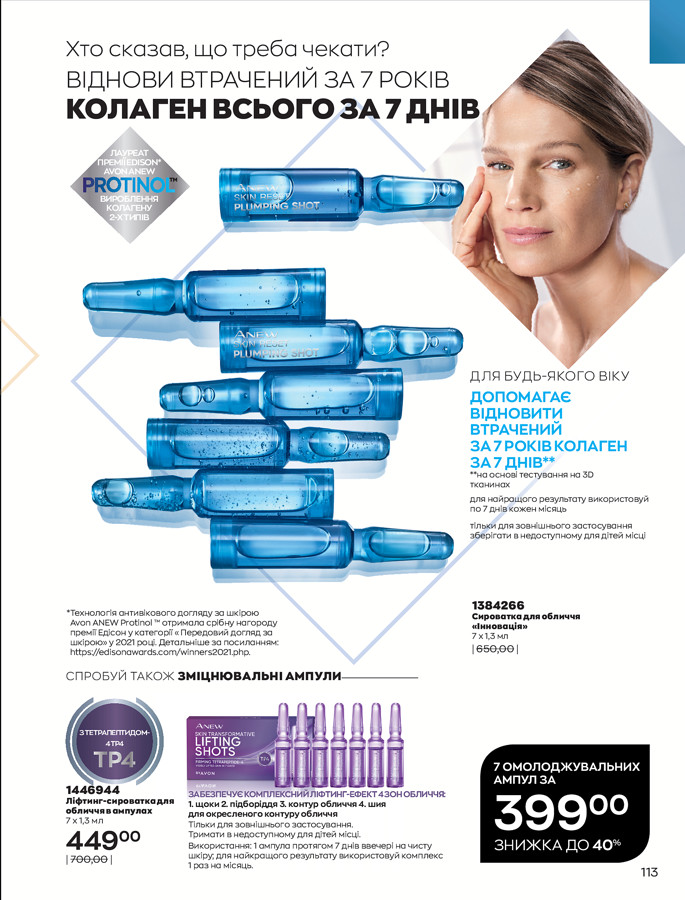 Хто сказав, що треба чекати?
ВІДНОВИ ВТРАЧЕНИЙ ЗА 7 РОКІВ
КОЛАГЕН ВСЬОГО ЗА 7 ДНІВ
ЛАУРЕАТ
ПРЕМІЇ EDISON*
AVON ANEW
PROTINOL™
ВИРОБЛЕННЯ
КОЛАГЕНУ
2-Х ТИПІВ
ANEW
SKIN RESET
PLUMPING SHOT
ANEW
SKIN RESET
PLUMPING SHOT
ДЛЯ БУДЬ-ЯКОГО ВІКУ
ДОПОМАГАЄ
ВІДНОВИТИ
ВТРАЧЕНИЙ
ЗА 7 РОКІВ КОЛАГЕН
ЗА 7 ДНІВ**
**на основі тестування на 3D
тканинах
для найращого результату використовуй
по 7 днів кожен місяць
тільки для зовнішнього застосування
зберігати в недоступному для дітей місці
1384266
Сироватка для обличчя
«Інновація»
7 х 1,3 мл
| 650,00 |
*Технологія антивікового догляду за шкірою
Avon ANEW Protinol ™ отримала срібну нагороду
премії Едісон у категорії « Передовий догляд за
шкірою» у 2021 році. Детальніше за посиланням:
https://edisonawards.com/winners2021.php.
СПРОБУЙ ТАКОЖ ЗМІЦНЮВАЛЬНІ АМПУЛИ
З ТЕТРАПЕПТИДОМ-
4 TP4
TP4
1446944
Ліфтинг-сироватка для
обличчя в ампулах
7 х 1,3 мл
449⁰⁰
| 700,00 |
ANEW
SKIN TRANSFORMATIVE
LIFTING
SHOTS
FIRMING TETRAPEPTIDE-4
AVON
ЗАБЕЗПЕЧУЄ КОМПЛЕКСНИЙ ЛІФТИНГ-ЕФЕКТ 4 ЗОН ОБЛИЧЧЯ:
1. щоки 2. підборіддя 3. контур обличчя 4. шия
для окресленого контуру обличчя
Тільки для зовнішнього застосування.
Тримати в недоступному для дітей місці.
Використання: 1 ампула протягом 7 днів ввечері на чисту
шкіру; для найкращого результату використовуй комплекс
1 раз на місяць.
7 ОМОЛОДЖУВАЛЬНИХ
АМПУЛ ЗА
399⁰⁰
ЗНИЖКА ДО 40%
113